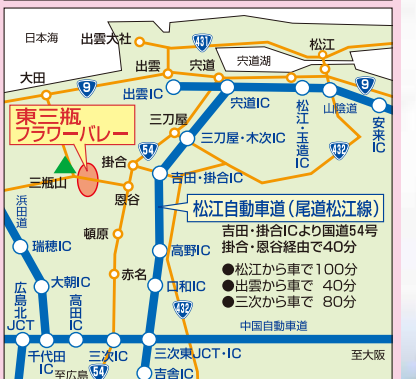 日本海
出雲大社
431
松江
出雲
宍道
宍道湖
大田
9
出雲IC
宍道IC
9
松江・玉造IC
山陰道
安来IC
東三瓶
フラワーバレー
三刀屋
三刀屋・木次IC
432
54
掛合
吉田・掛合IC
三瓶山
恩谷
松江自動車道(尾道松江線)
吉田・掛合ICより国道54号
掛合・恩谷経由で40分
●松江から車で100分
●出雲から車で 40分
●三次から車で 80分
浜田道
頓原
瑞穂IC
高野IC
大朝IC
赤名
口和IC
広島北JCT
高田IC
432
中国自動車道
千代田IC
三次IC
三次東JCT・IC
至大阪
至広島
54
吉舎IC